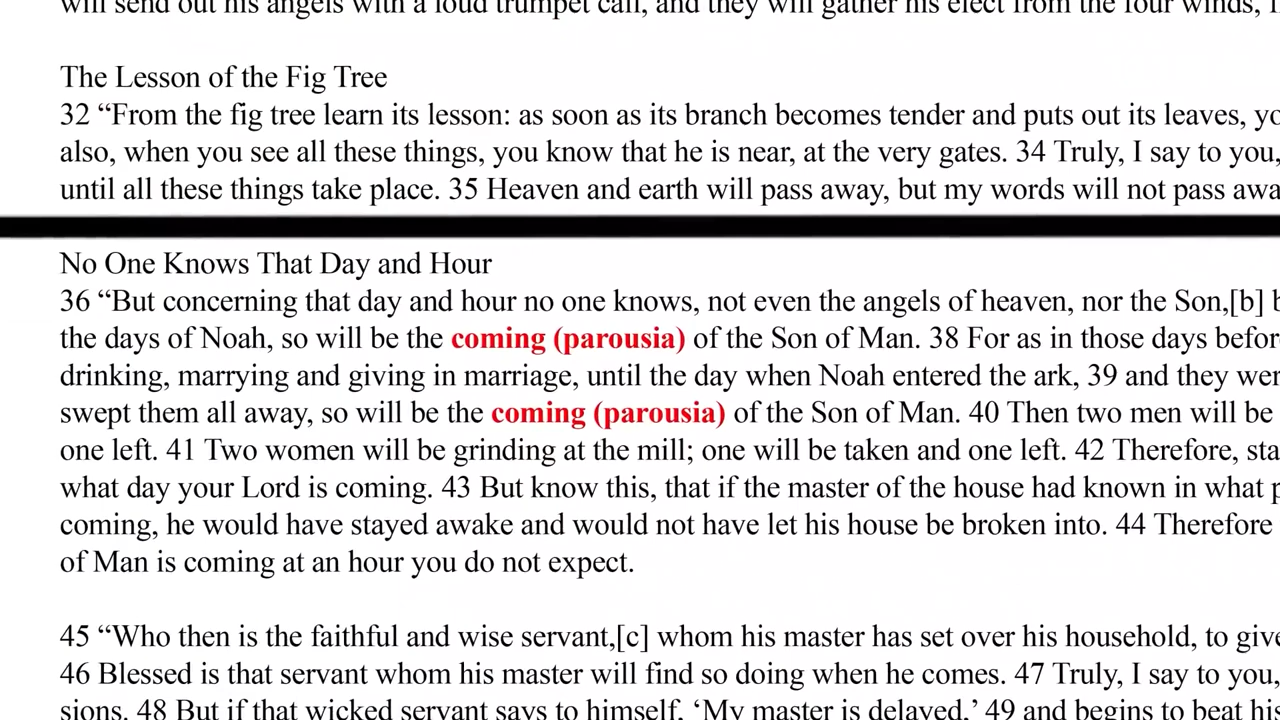 will send out his angels with a loud trumpet call, and they will gather his elect from the four winds,
The Lesson of the Fig Tree
32 “From the fig tree learn its lesson: as soon as its branch becomes tender and puts out its leaves,
also, when you see all these things, you know that he is near, at the very gates. 34 Truly, I say to you,
until all these things take place. 35 Heaven and earth will pass away, but my words will not pass awa
No One Knows That Day and Hour
36 “But concerning that day and hour no one knows, not even the angels of heaven, nor the Son,[b]
the days of Noah, so will be the coming (parousia) of the Son of Man. 38 For as in those days befor
drinking, marrying and giving in marriage, until the day when Noah entered the ark, 39 and they wer
swept them all away, so will be the coming (parousia) of the Son of Man. 40 Then two men will be
one left. 41 Two women will be grinding at the mill; one will be taken and one left. 42 Therefore, sta
what day your Lord is coming. 43 But know this, that if the master of the house had known in what p
coming, he would have stayed awake and would not have let his house be broken into. 44 Therefore
of Man is coming at an hour you do not expect.
45 “Who then is the faithful and wise servant,[c] whom his master has set over his household, to give
46 Blessed is that servant whom his master will find so doing when he comes. 47 Truly, I say to you,
sions. 48 But if that wicked servant says to himself, ‘My master is delayed,’ 49 and begins to beat his